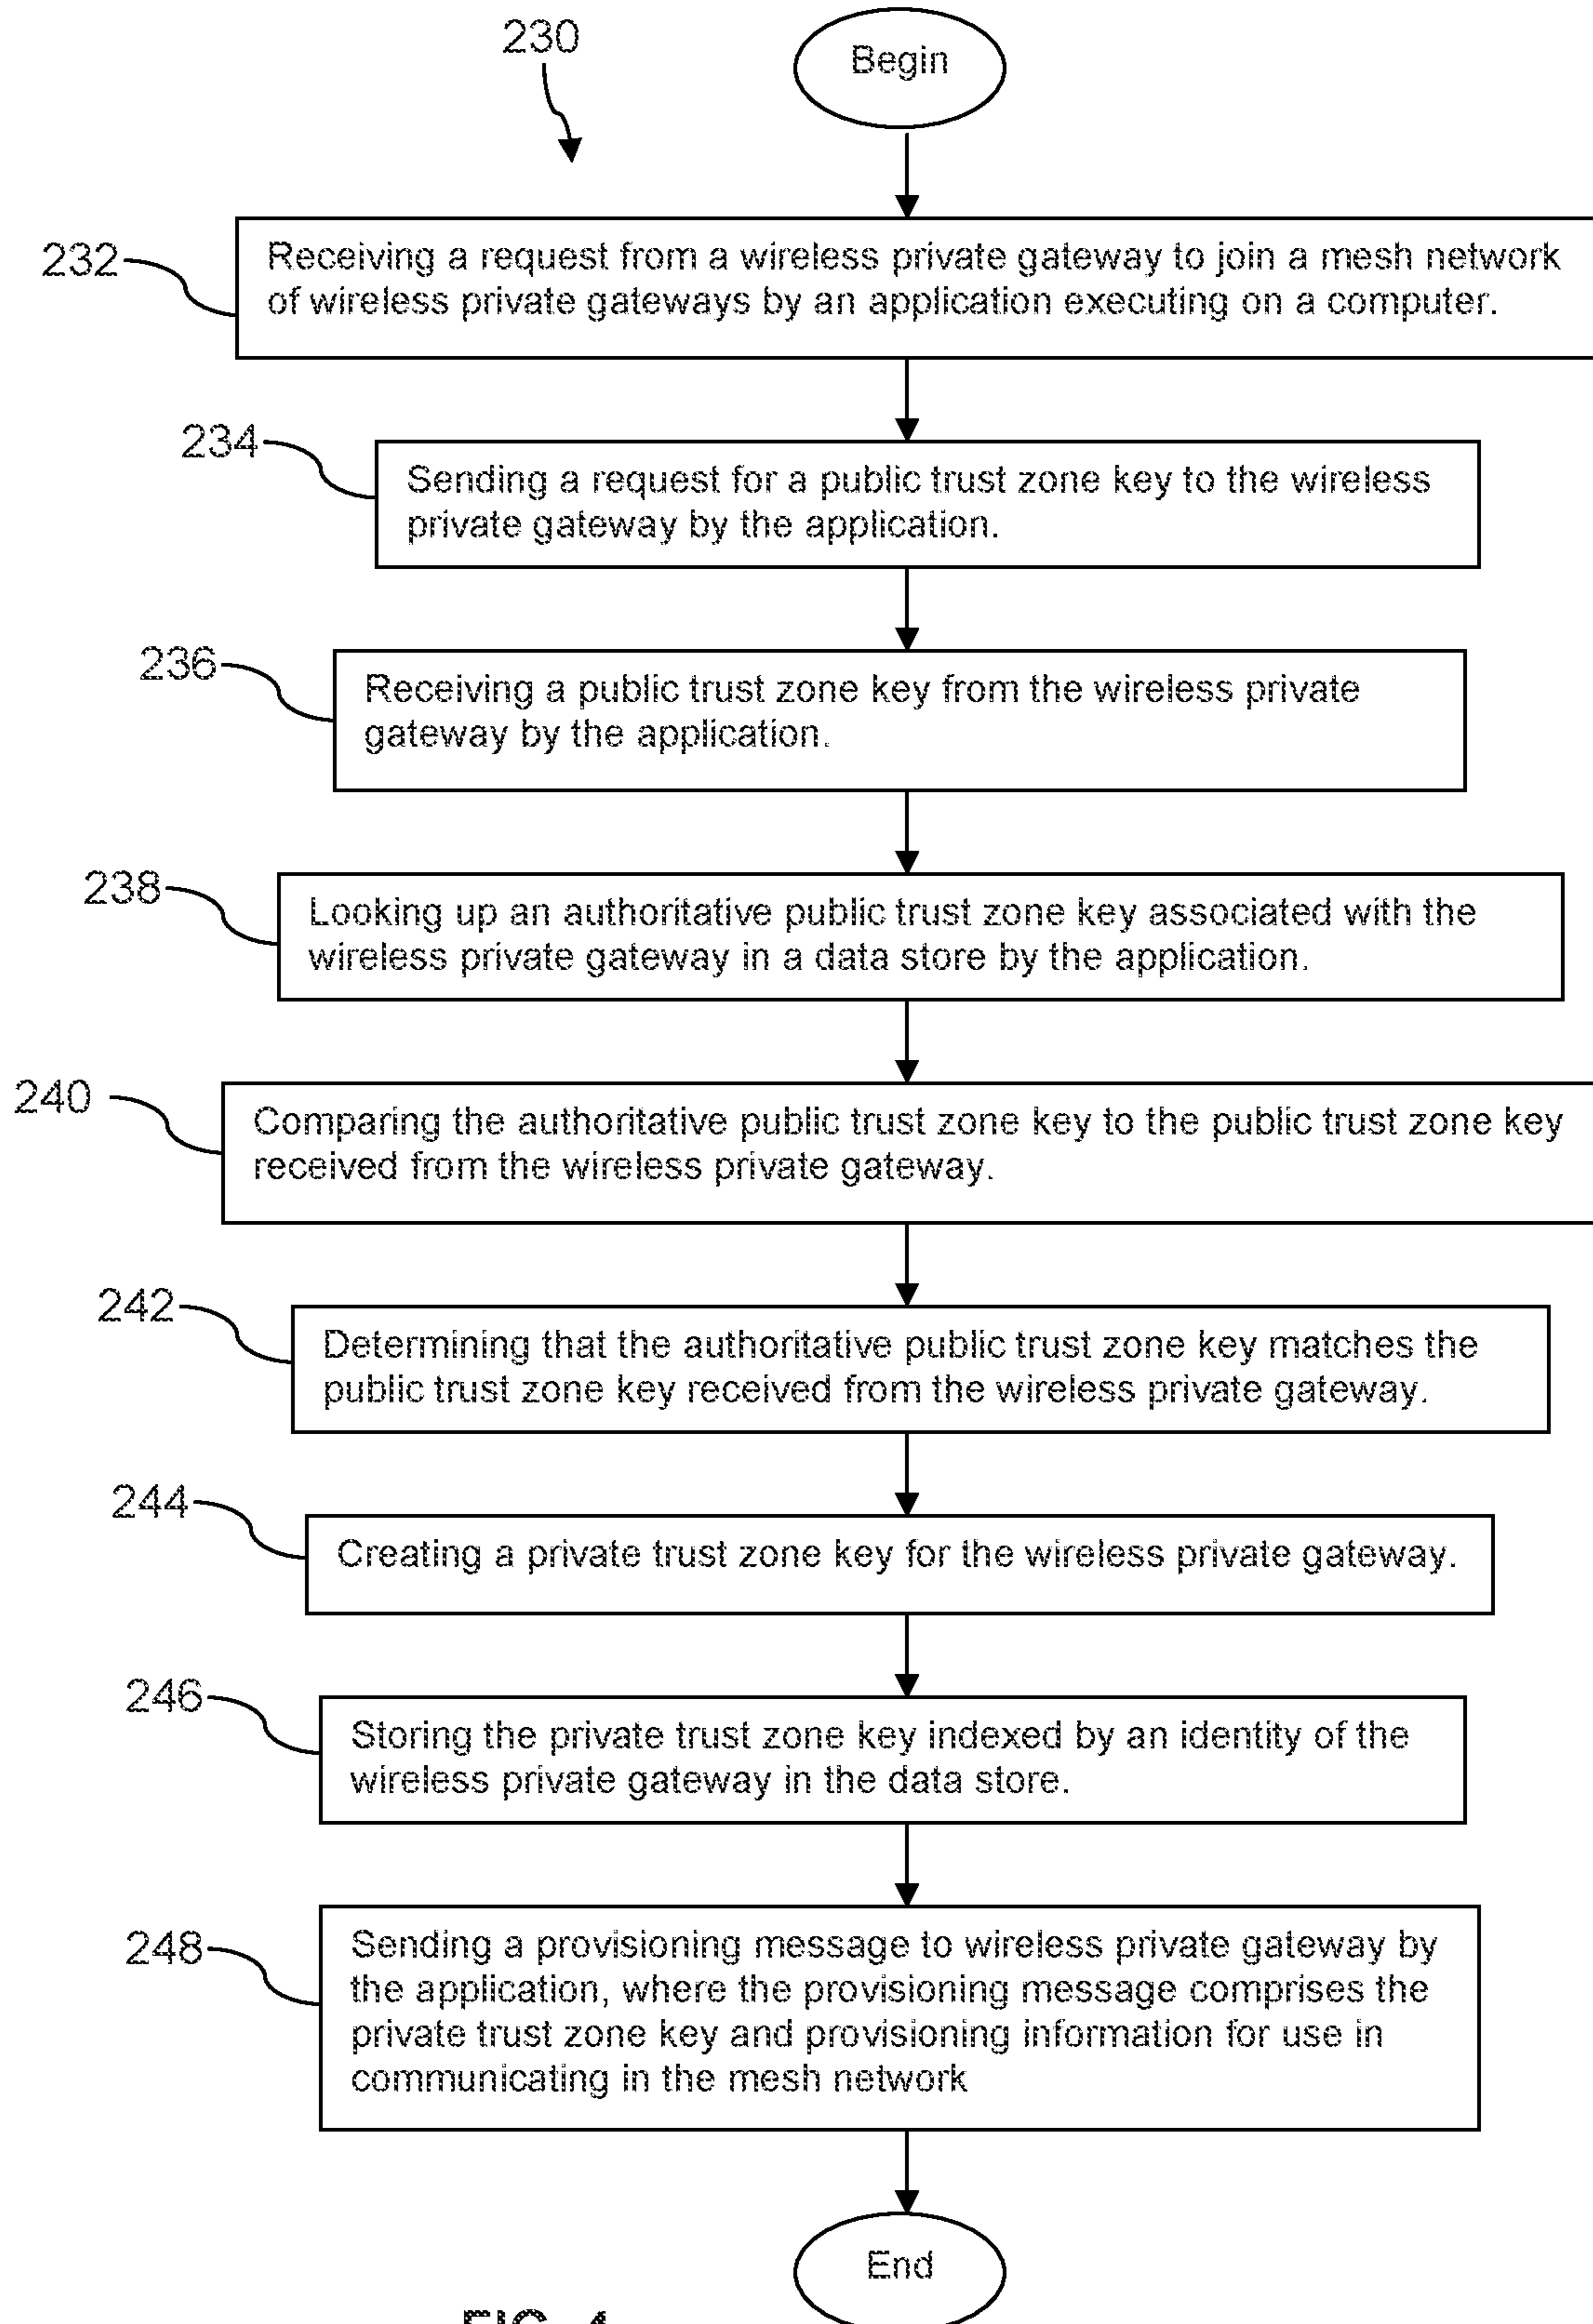 230
Begin
232
Receiving a request from a wireless private gateway to join a mesh network
of wireless private gateways by an application executing on a computer.
234
Sending a request for a public trust zone key to the wireless
private gateway by the application.
236
Receiving a public trust zone key from the wireless private
gateway by the application.
238
Looking up an authoritative public trust zone key associated with the
wireless private gateway in a data store by the application.
240
Comparing the authoritative public trust zone key to the public trust zone key
received from the wireless private gateway.
242
Determining that the authoritative public trust zone key matches the
public trust zone key received from the wireless private gateway.
244
Creating a private trust zone key for the wireless private gateway.
246
Storing the private trust zone key indexed by an identity of the
wireless private gateway in the data store.
248
Sending a provisioning message to wireless private gateway by
the application, where the provisioning message comprises the
private trust zone key and provisioning information for use in
communicating in the mesh network
End